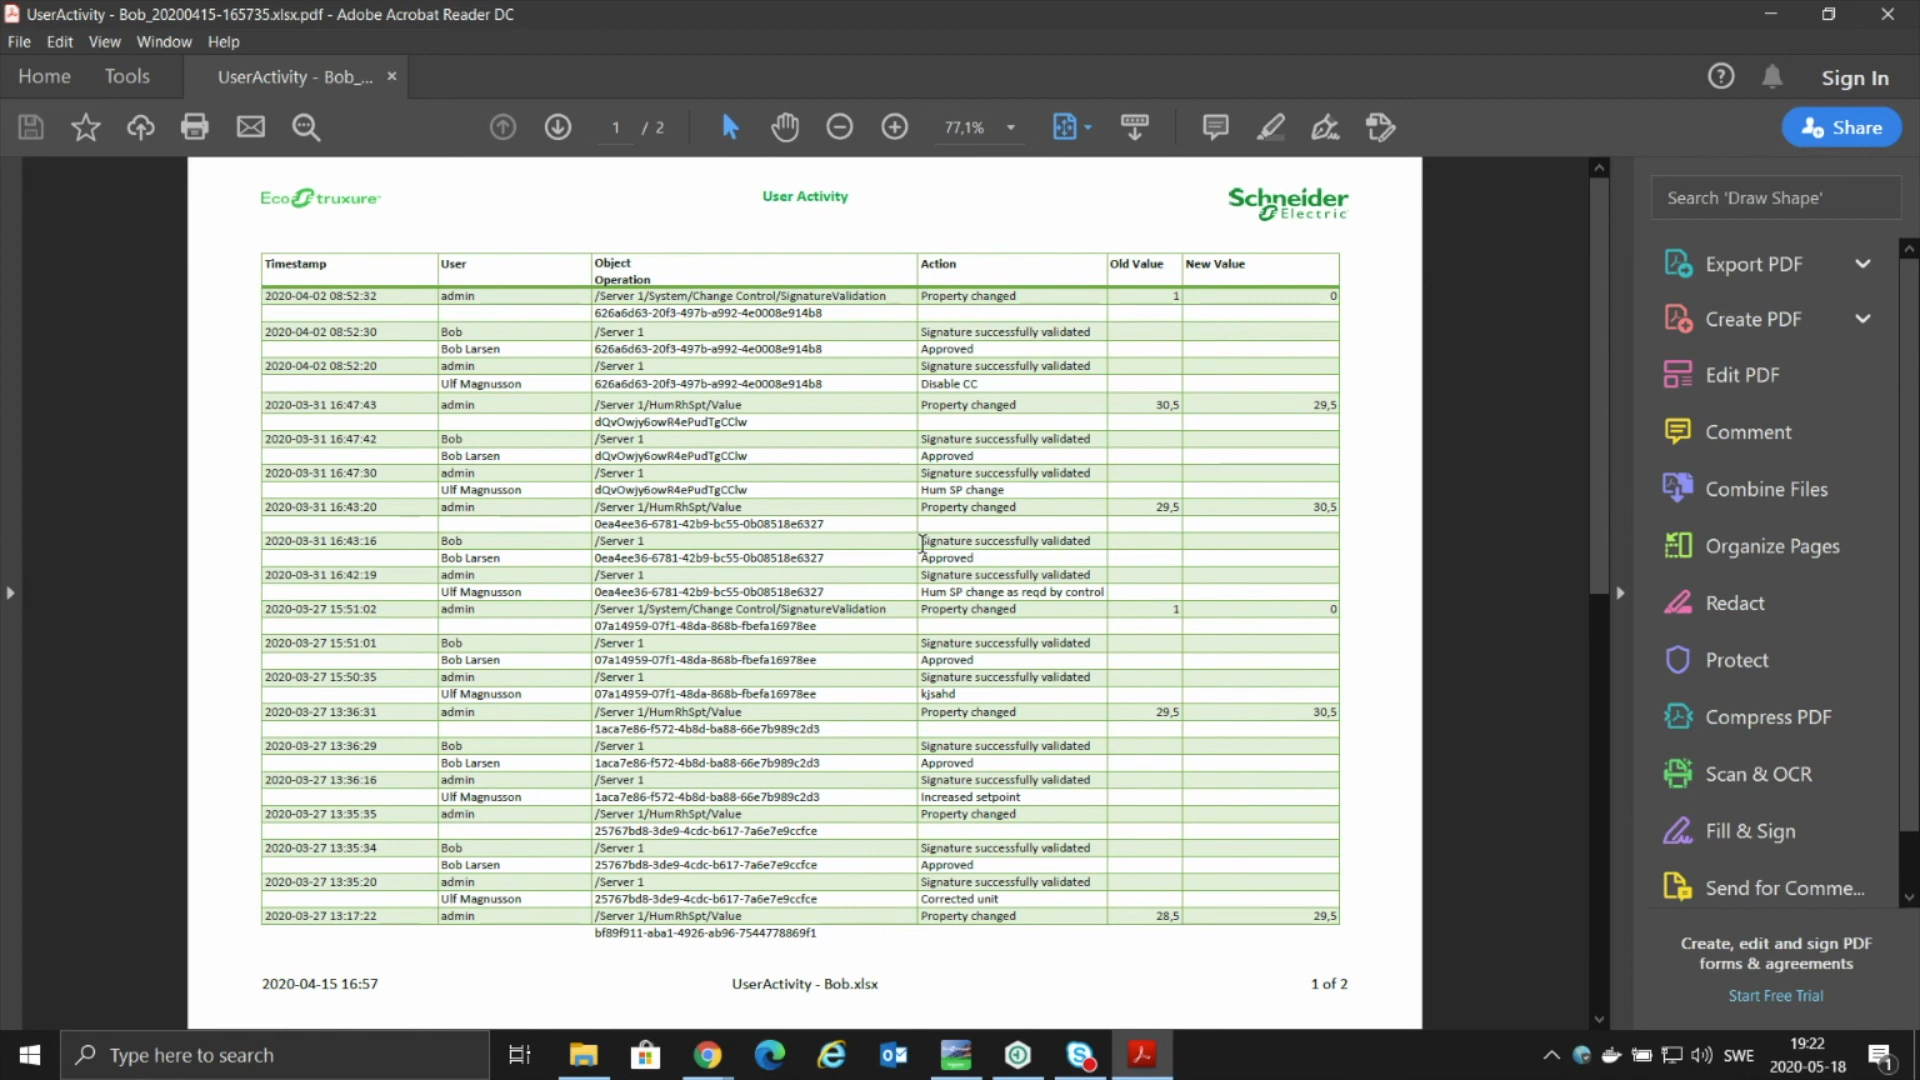 UserActivity - Bob_20200415-165735.xlsx.pdf - Adobe Acrobat Reader DC
File Edit View Window Help
Home Tools UserActivity - Bob_... × Sign In
1 / 2 77,1% Share
EcoStruxure User Activity Schneider Electric
Search 'Draw Shape'
Timestamp User Object Action Old Value New Value
Operation
2020-04-02 08:52:32 admin /Server 1/System/Change Control/SignatureValidation Property changed 1 0
626a6d63-20f3-497b-a992-4e0008e914b8
2020-04-02 08:52:30 Bob /Server 1 Signature successfully validated
Bob Larsen 626a6d63-20f3-497b-a992-4e0008e914b8 Approved
2020-04-02 08:52:20 admin /Server 1 Signature successfully validated
Ulf Magnusson 626a6d63-20f3-497b-a992-4e0008e914b8 Disable CC
2020-03-31 16:47:43 admin /Server 1/HumRhSpt/Value Property changed 30,5 29,5
dQvOwjy6owR4ePudTgCClw
2020-03-31 16:47:42 Bob /Server 1 Signature successfully validated
Bob Larsen dQvOwjy6owR4ePudTgCClw Approved
2020-03-31 16:47:30 admin /Server 1 Signature successfully validated
Ulf Magnusson dQvOwjy6owR4ePudTgCClw Hum SP change
2020-03-31 16:43:20 admin /Server 1/HumRhSpt/Value Property changed 29,5 30,5
0ea4ee36-6781-42b9-bc55-0b08518e6327
2020-03-31 16:43:16 Bob /Server 1 Signature successfully validated
Bob Larsen 0ea4ee36-6781-42b9-bc55-0b08518e6327 Approved
2020-03-31 16:42:19 admin /Server 1 Signature successfully validated
Ulf Magnusson 0ea4ee36-6781-42b9-bc55-0b08518e6327 Hum SP change as reqd by control
2020-03-27 15:51:02 admin /Server 1/System/Change Control/SignatureValidation Property changed 1 0
07a14959-07f1-48da-868b-fbefa16978ee
2020-03-27 15:51:01 Bob /Server 1 Signature successfully validated
Bob Larsen 07a14959-07f1-48da-868b-fbefa16978ee Approved
2020-03-27 15:50:35 admin /Server 1 Signature successfully validated
Ulf Magnusson 07a14959-07f1-48da-868b-fbefa16978ee kjsahd
2020-03-27 13:36:31 admin /Server 1/HumRhSpt/Value Property changed 29,5 30,5
1aca7e86-f572-4b8d-ba88-66e7b989c2d3
2020-03-27 13:36:29 Bob /Server 1 Signature successfully validated
Bob Larsen 1aca7e86-f572-4b8d-ba88-66e7b989c2d3 Approved
2020-03-27 13:36:16 admin /Server 1 Signature successfully validated
Ulf Magnusson 1aca7e86-f572-4b8d-ba88-66e7b989c2d3 Increased setpoint
2020-03-27 13:35:35 admin /Server 1/HumRhSpt/Value Property changed
25767bd8-3de9-4cdc-b617-7a6e7e9ccfce
2020-03-27 13:35:34 Bob /Server 1 Signature successfully validated
Bob Larsen 25767bd8-3de9-4cdc-b617-7a6e7e9ccfce Approved
2020-03-27 13:35:20 admin /Server 1 Signature successfully validated
Ulf Magnusson 25767bd8-3de9-4cdc-b617-7a6e7e9ccfce Corrected unit
2020-03-27 13:17:22 admin /Server 1/HumRhSpt/Value Property changed 28,5 29,5
bf89f911-aba1-4926-ab96-7544778869f1
2020-04-15 16:57 UserActivity - Bob.xlsx 1 of 2
Export PDF
Create PDF
Edit PDF
Comment
Combine Files
Organize Pages
Redact
Protect
Compress PDF
Scan & OCR
Fill & Sign
Send for Comme...
Create, edit and sign PDF
forms & agreements
Start Free Trial
Type here to search
SWE
19:22
2020-05-18
1